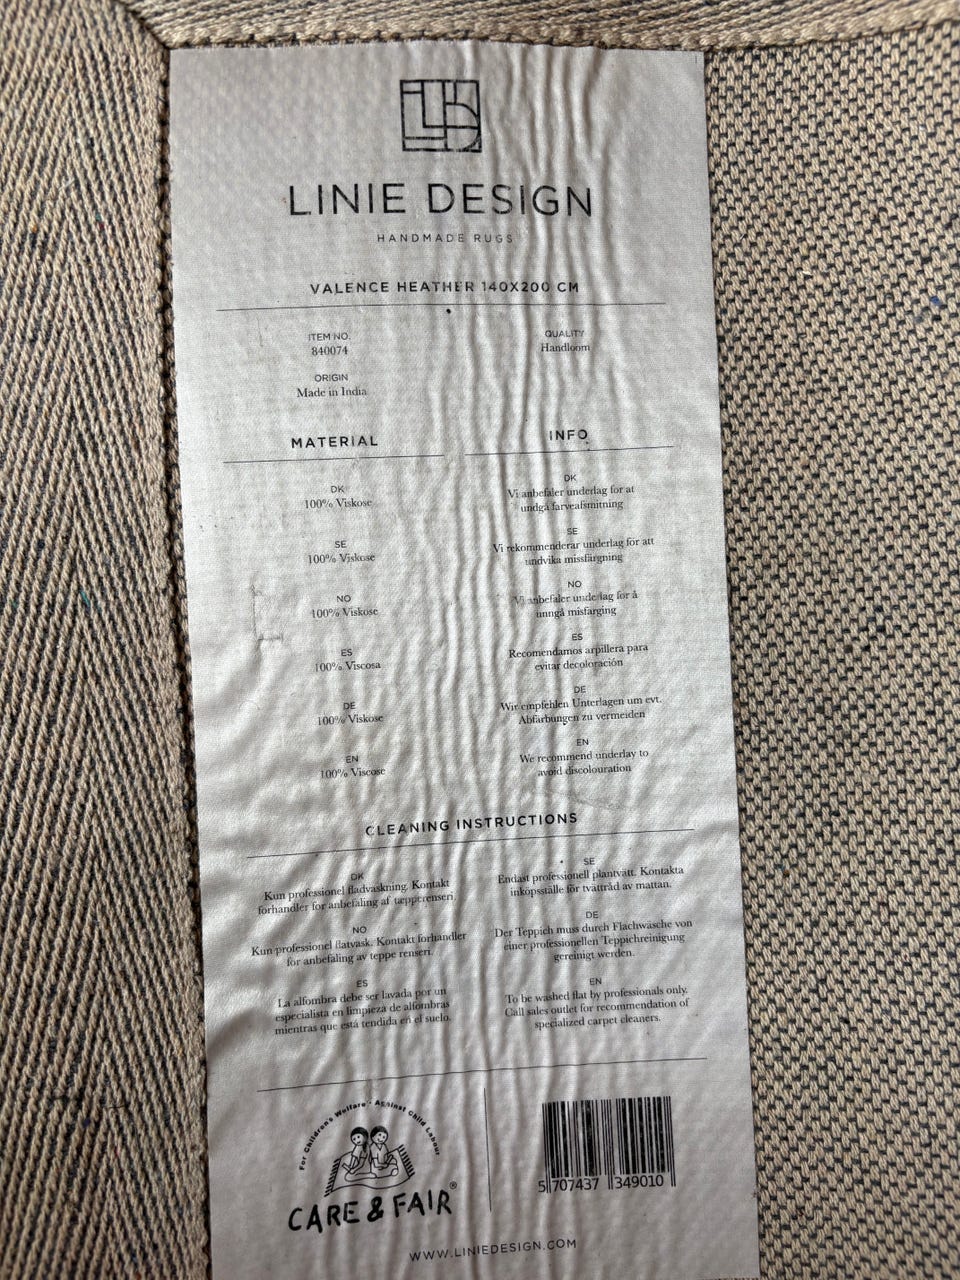 LINIE DESIGN
HANDMADE RUGS
VALENCE HEATHER 140X200 CM
ITEM NO.
840074
QUALITY
Handloom
ORIGIN
Made in India
MATERIAL
DK
100% Viskose
SE
100% Viskose
NO
100% Viskose
ES
100% Viscosa
DE
100% Viskose
EN
100% Viscose
INFO
DK
Vi anbefaler underlag for at
undgå farveafsmitning
SE
Vi rekommenderar underlag för att
undvika missfärgning
NO
Vi anbefaler underlag for å
unngå misfarging
ES
Recomendamos arpillera para
evitar decoloración
DE
Wir empfehlen Unterlagen um evt.
Abfärbungen zu vermeiden
EN
We recommend underlay to
avoid discolouration
CLEANING INSTRUCTIONS
DK
Kun professionel fladvaskning. Kontakt
forhandler for anbefaling af tæpperenseri.
NO
Kun professionel flatvask. Kontakt forhandler
for anbefaling av teppe renseri.
ES
La alfombra debe ser lavada por un
especialista en limpieza de alfombras
mientras que está tendida en el suelo.
SE
Endast professionell plantvätt. Kontakta
inköpsställe för tvättråd av mattan.
DE
Der Teppich muss durch Flachwäsche von
einer professionellen Teppichreinigung
gereinigt werden.
EN
To be washed flat by professionals only.
Call sales outlet for recommendation of
specialized carpet cleaners.
For Children's Welfare - Against Child Labour
CARE & FAIR®
5 707437 349010
WWW.LINIEDESIGN.COM